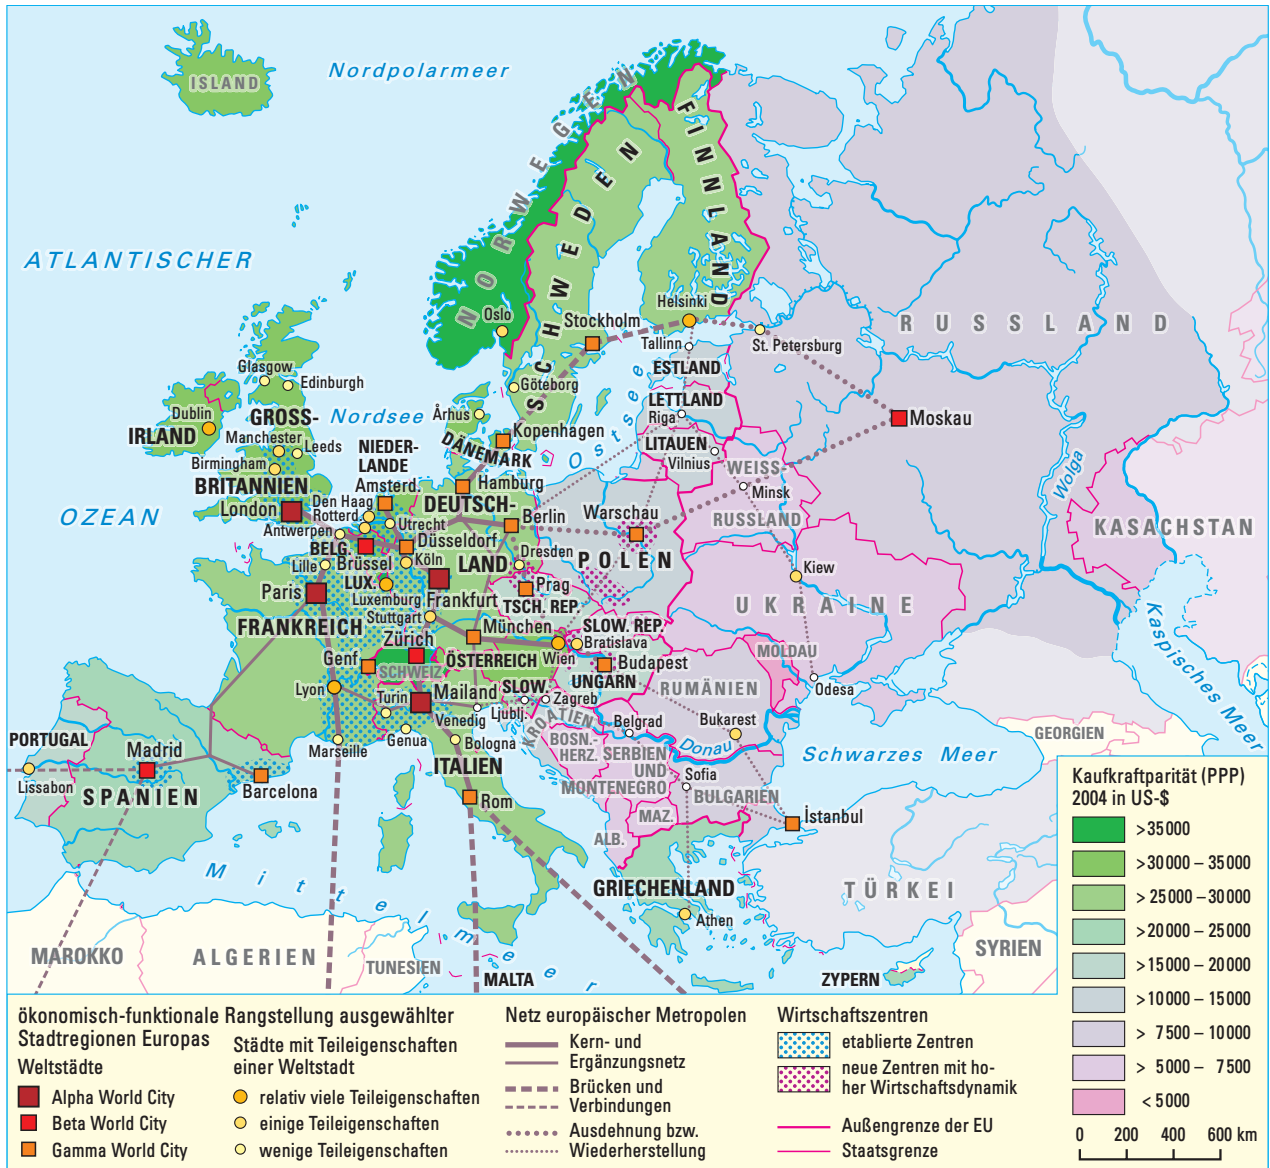 ISLAND
Nordpolarmeer
NORWEGEN
SCHWEDEN
FINNLAND
ATLANTISCHER
OZEAN
RUSSLAND
Helsinki
Oslo
Stockholm
Tallinn
St. Petersburg
ESTLAND
Glasgow
Edinburgh
Göteborg
Nordsee
Århus
Ostsee
LETTLAND
Riga
Moskau
Dublin
IRLAND
GROSS-
BRITANNIEN
Manchester
Leeds
Birmingham
London
NIEDER-
LANDE
DÄNEMARK
Kopenhagen
LITAUEN
Vilnius
WEISS-
RUSSLAND
Minsk
Wolga
KASACHSTAN
Amsterd.
Den Haag
Rotterd.
Utrecht
Antwerpen
Hamburg
DEUTSCH-
LAND
Berlin
Warschau
POLEN
BELG.
Brüssel
Düsseldorf
Köln
Lille
LUX.
Luxemburg
Frankfurt
Dresden
Prag
TSCH. REP.
Kiew
UKRAINE
Paris
FRANKREICH
Stuttgart
München
SLOW. REP.
Bratislava
Wien
Zürich
SCHWEIZ
Genf
ÖSTERREICH
Budapest
UNGARN
MOLDAU
Odesa
Kaspisches Meer
Lyon
Turin
Mailand
Venedig
SLOW.
Ljublj.
Zagreb
KROATIEN
RUMÄNIEN
Bukarest
Belgrad
BOSN.
HERZ.
SERBIEN
UND
MONTENEGRO
Donau
Schwarzes Meer
GEORGIEN
Marseille
Genua
Bologna
ITALIEN
Rom
Sofia
BULGARIEN
MAZ.
ALB.
İstanbul
PORTUGAL
Lissabon
Madrid
SPANIEN
Barcelona
Mittelmeer
GRIECHENLAND
Athen
TÜRKEI
MAROKKO
ALGERIEN
TUNESIEN
MALTA
ZYPERN
SYRIEN
Kaufkraftparität (PPP)
2004 in US-$
>35000
>30000 – 35000
>25000 – 30000
>20000 – 25000
>15000 – 20000
>10000 – 15000
> 7500 – 10000
> 5000 – 7500
<5000
0 200 400 600 km
ökonomisch-funktionale Rangstellung ausgewählter
Stadtregionen Europas
Weltstädte
Alpha World City
Beta World City
Gamma World City
Städte mit Teileigenschaften
einer Weltstadt
relativ viele Teileigenschaften
einige Teileigenschaften
wenige Teileigenschaften
Netz europäischer Metropolen
Kern- und
Ergänzungsnetz
Brücken und
Verbindungen
Ausdehnung bzw.
Wiederherstellung
Wirtschaftszentren
etablierte Zentren
neue Zentren mit ho-
her Wirtschaftsdynamik
Außengrenze der EU
Staatsgrenze